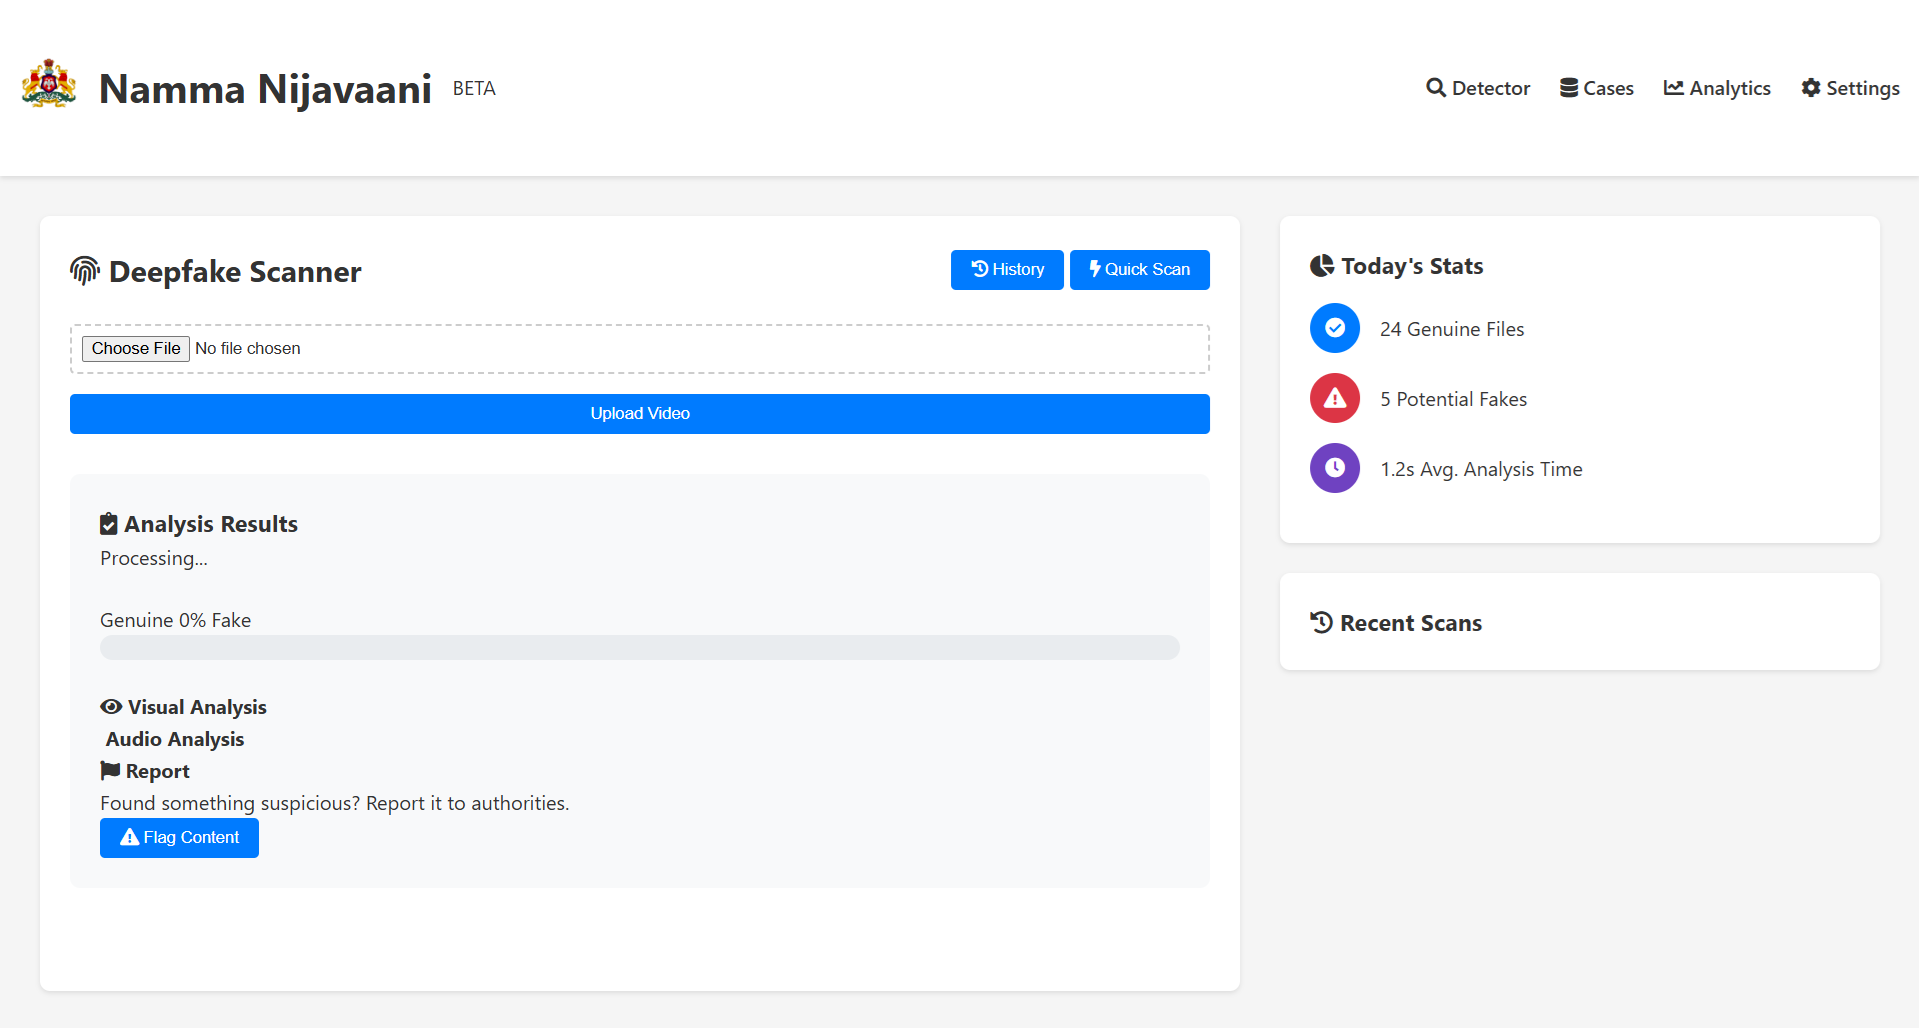 Namma Nijavaani BETA
Detector Cases Analytics Settings
Deepfake Scanner
History Quick Scan
Choose File No file chosen
Upload Video
Analysis Results
Processing...
Genuine 0% Fake
Visual Analysis
Audio Analysis
Report
Found something suspicious? Report it to authorities.
Flag Content
Today's Stats
24 Genuine Files
5 Potential Fakes
1.2s Avg. Analysis Time
Recent Scans